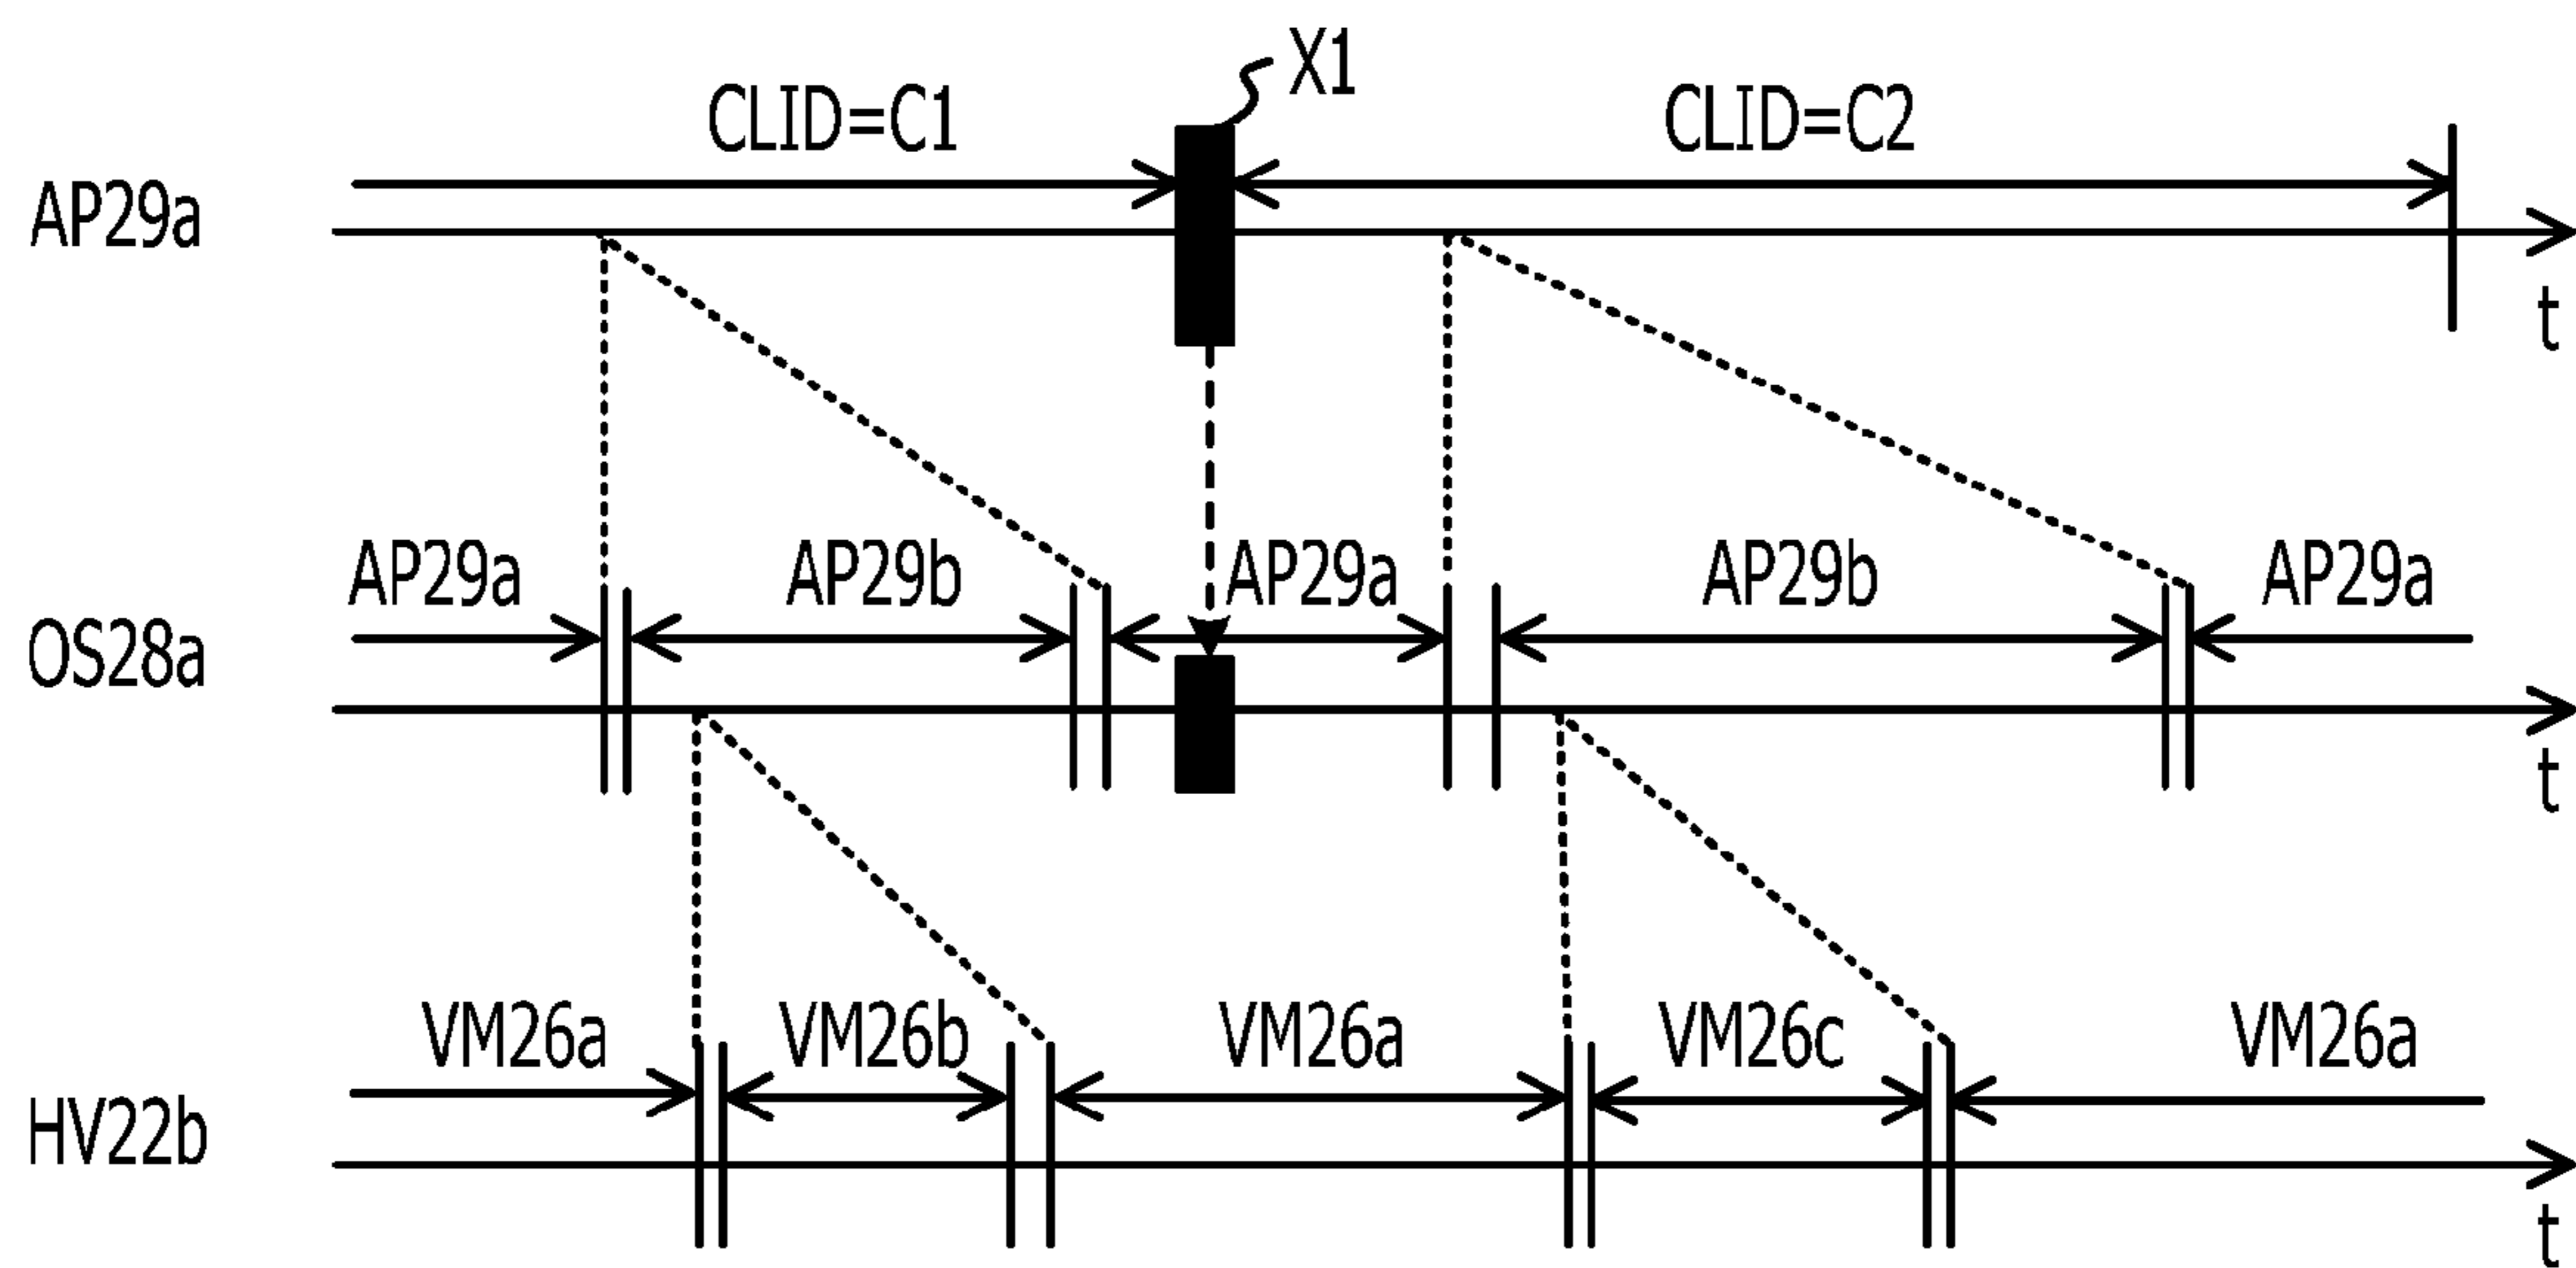 X1
CLID=C1
CLID=C2
AP29a
t
AP29a
AP29b
AP29a
AP29b
AP29a
OS28a
t
VM26a
VM26b
VM26a
VM26c
VM26a
HV22b
t